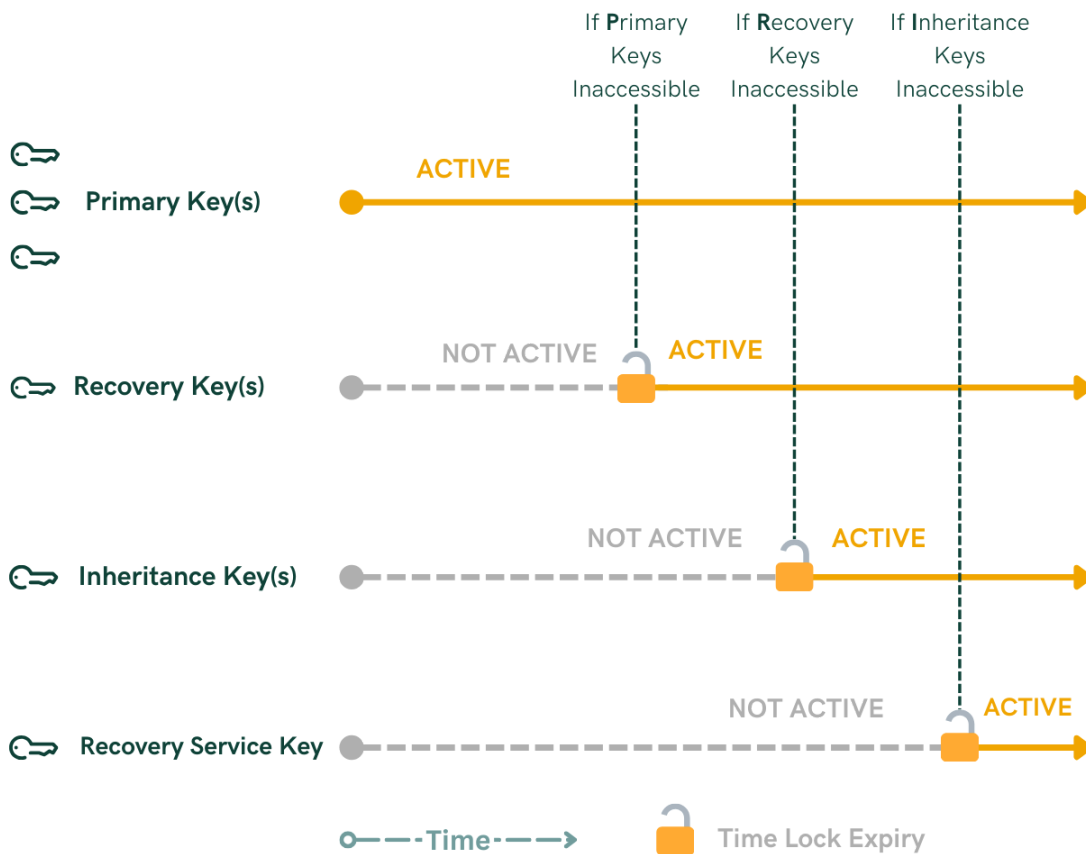 If Primary
Keys
Inaccessible
If Recovery
Keys
Inaccessible
If Inheritance
Keys
Inaccessible
ACTIVE
Primary Key(s)
NOT ACTIVE
ACTIVE
Recovery Key(s)
NOT ACTIVE
ACTIVE
Inheritance Key(s)
NOT ACTIVE
ACTIVE
Recovery Service Key
Time
Time Lock Expiry